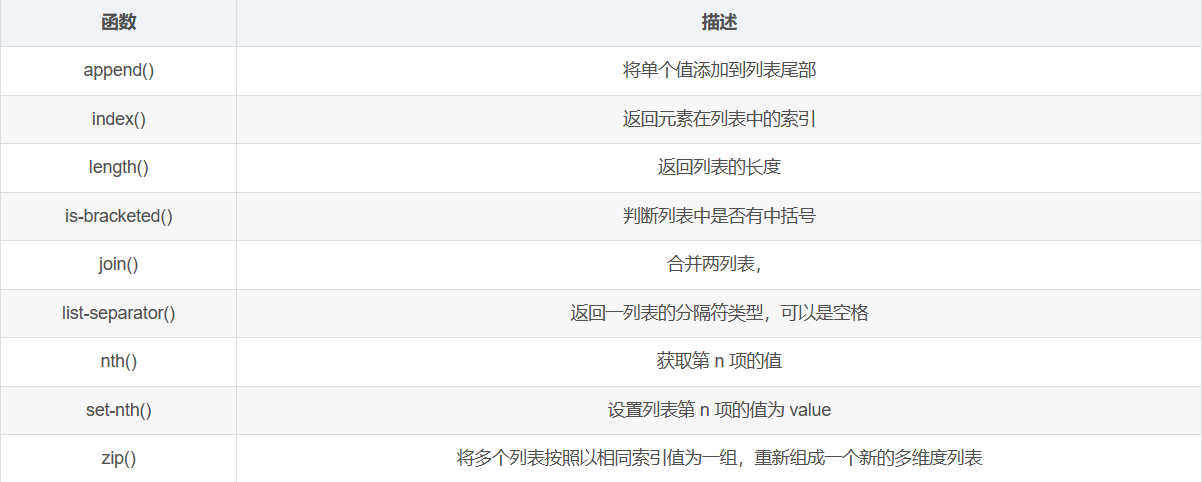 函数 描述
append() 将单个值添加到列表尾部
index() 返回元素在列表中的索引
length() 返回列表的长度
is-bracketed() 判断列表中是否有中括号
join() 合并两列表，
list-separator() 返回一列表的分隔符类型，可以是空格
nth() 获取第 n 项的值
set-nth() 设置列表第 n 项的值为 value
zip() 将多个列表按照以相同索引值为一组，重新组成一个新的多维度列表